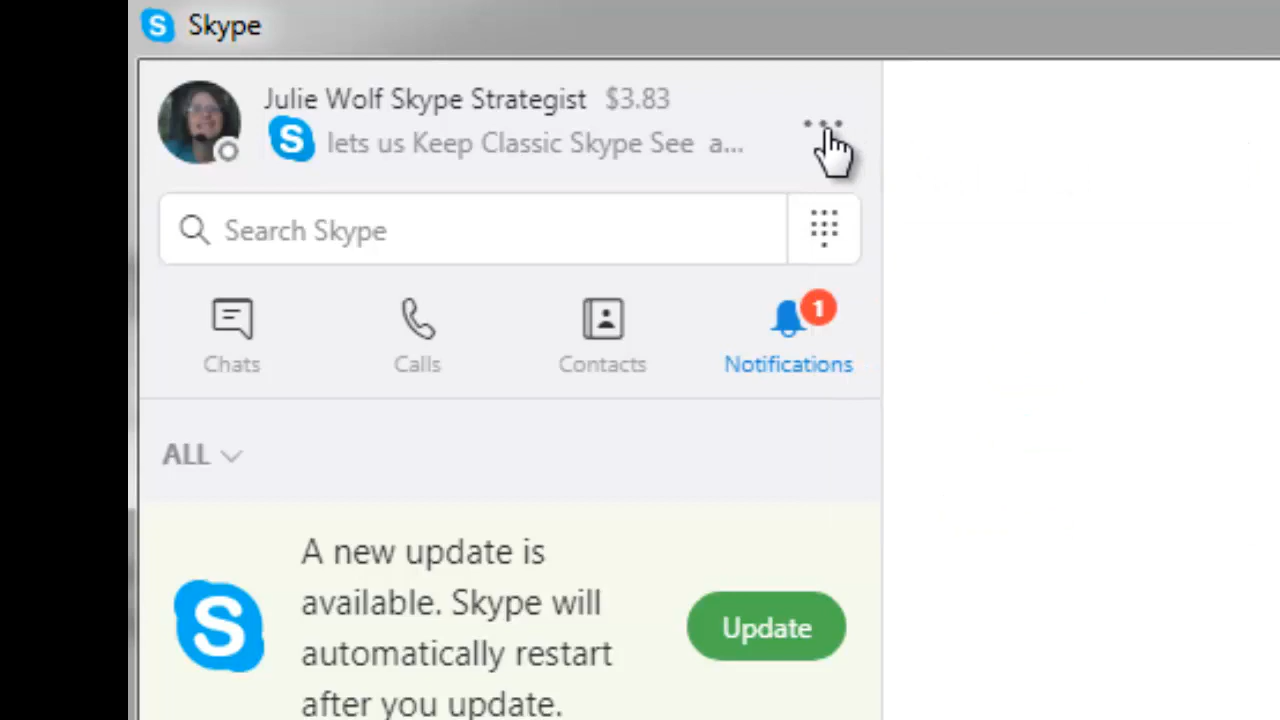 Skype
Julie Wolf Skype Strategist $3.83
lets us Keep Classic Skype See a...
Search Skype
Chats
Calls
Contacts
1
Notifications
ALL
A new update is
available. Skype will
automatically restart
after you update.
Update